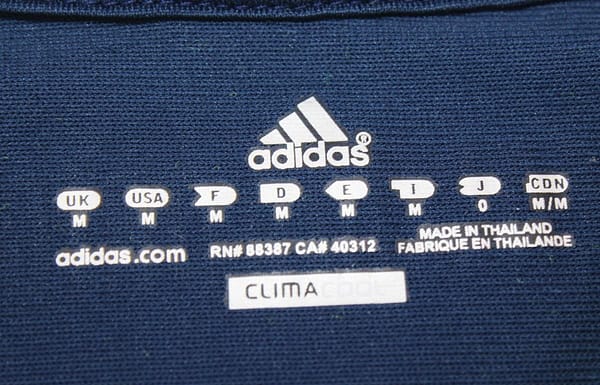 adidas®
UK USA F D E I J CDN
M M M M M M O M/M
adidas.com RN# 88387 CA# 40312 MADE IN THAILAND
FABRIQUE EN THAILANDE
CLIMACOOL